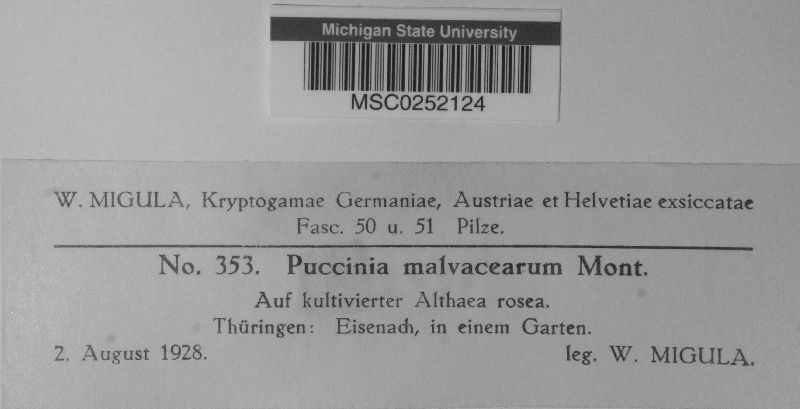 Michigan State University
MSC0252124
W. MIGULA, Kryptogamae Germaniae, Austriae et Helvetiae exsiccatae
Fasc. 50 u. 51 Pilze.
No. 353. Puccinia malvacearum Mont.
Auf kultivierter Althaea rosea.
Thüringen: Eisenach, in einem Garten.
2. August 1928. leg. W. MIGULA.